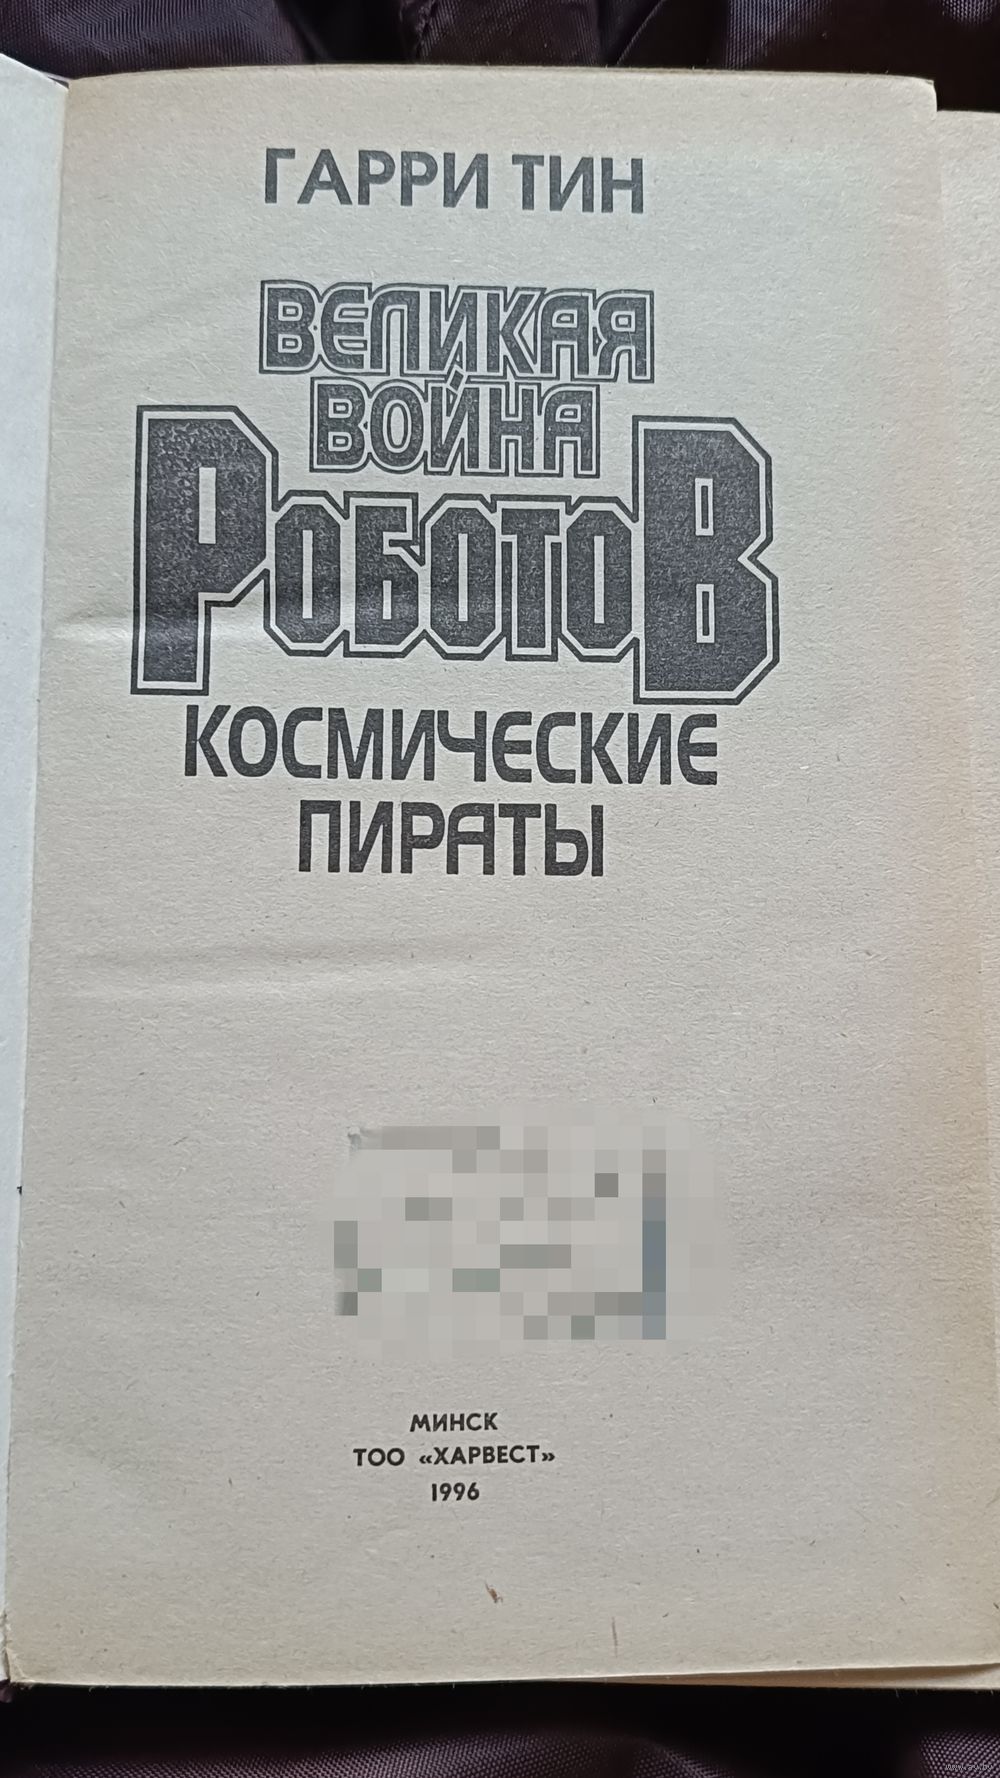 ГАРРИ ТИН
ВЕЛИКАЯ
ВОЙНА
РОБОТОВ
КОСМИЧЕСКИЕ
ПИРАТЫ
МИНСК
ТОО «ХАРВЕСТ»
1996